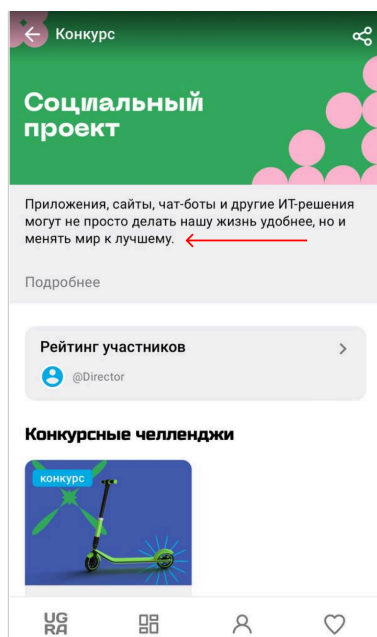 Конкурс
Социальный
проект
Приложения, сайты, чат-боты и другие ИТ-решения
могут не просто делать нашу жизнь удобнее, но и
менять мир к лучшему.
Подробнее
Рейтинг участников
@Director
Конкурсные челленджи
конкурс
UG
RA